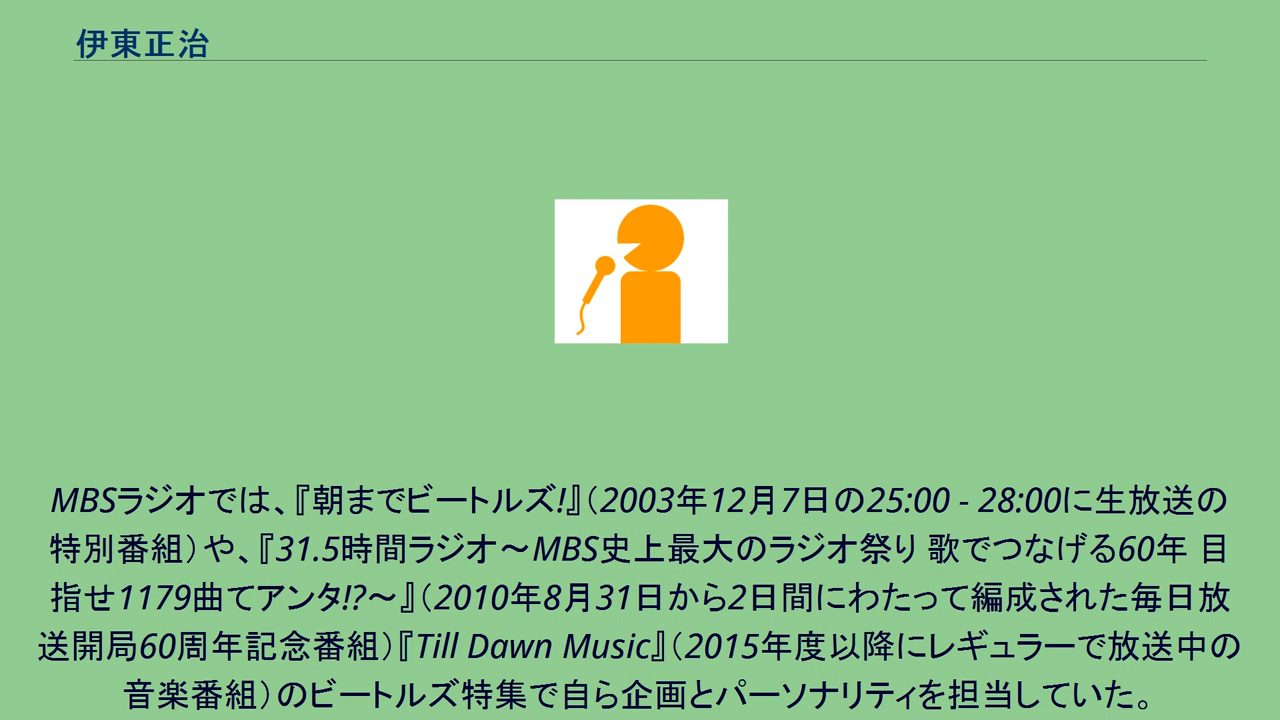 伊東正治
MBSラジオでは、『朝までビートルズ!』（2003年12月7日の25:00 - 28:00に生放送の
特別番組）や、『31.5時間ラジオ～MBS史上最大のラジオ祭り 歌でつなげる60年 目
指せ1179曲てアンタ!?～』（2010年8月31日から2日間にわたって編成された毎日放
送開局60周年記念番組）『Till Dawn Music』（2015年度以降にレギュラーで放送中の
音楽番組）のビートルズ特集で自ら企画とパーソナリティを担当していた。